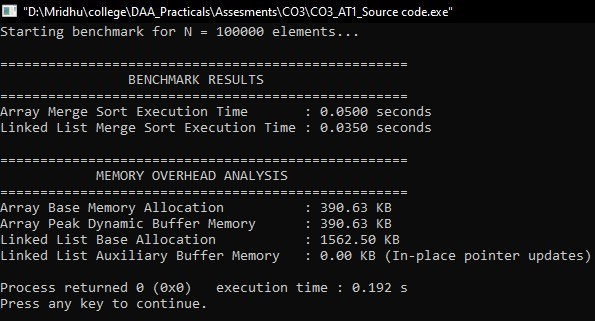 "D:\Mridhu\college\DAA_Practicals\Assesments\CO3\CO3_AT1_Source code.exe"
Starting benchmark for N = 100000 elements...
===================================================
BENCHMARK RESULTS
===================================================
Array Merge Sort Execution Time       : 0.0500 seconds
Linked List Merge Sort Execution Time : 0.0350 seconds
===================================================
MEMORY OVERHEAD ANALYSIS
===================================================
Array Base Memory Allocation          : 390.63 KB
Array Peak Dynamic Buffer Memory      : 390.63 KB
Linked List Base Allocation           : 1562.50 KB
Linked List Auxiliary Buffer Memory   : 0.00 KB (In-place pointer updates)
Process returned 0 (0x0)   execution time : 0.192 s
Press any key to continue.